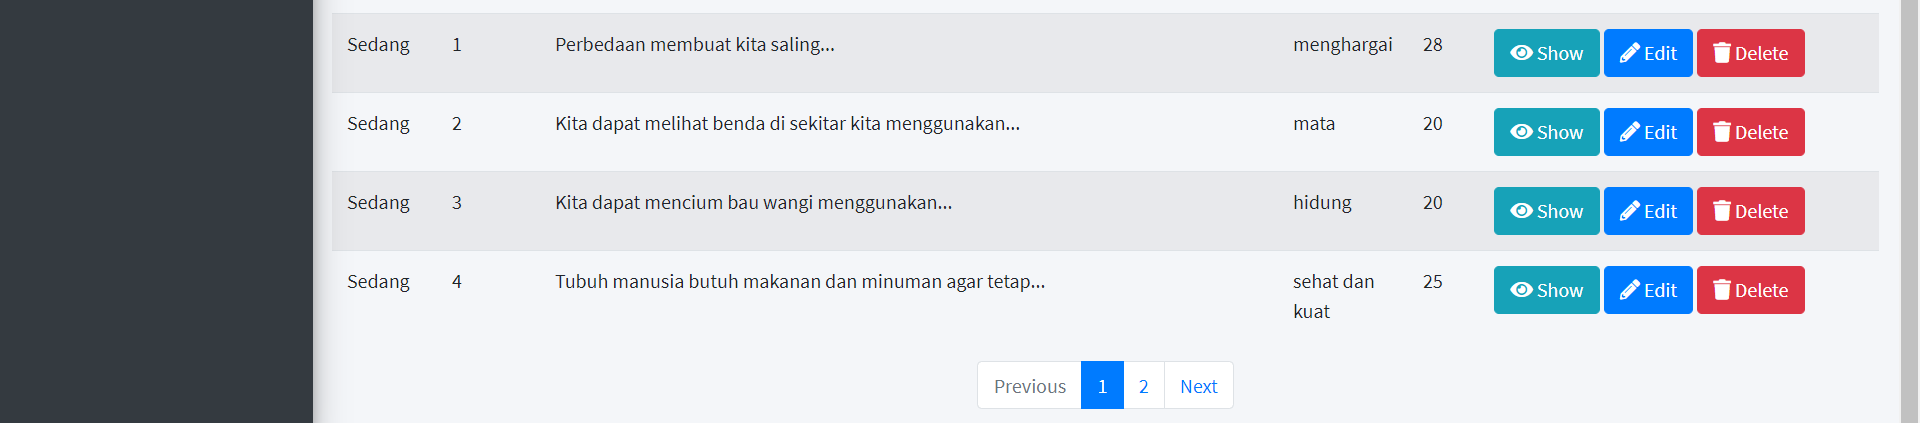 Sedang 1 Perbedaan membuat kita saling... menghargai 28 Show Edit Delete
Sedang 2 Kita dapat melihat benda di sekitar kita menggunakan... mata 20 Show Edit Delete
Sedang 3 Kita dapat mencium bau wangi menggunakan... hidung 20 Show Edit Delete
Sedang 4 Tubuh manusia butuh makanan dan minuman agar tetap... sehat dan 25 Show Edit Delete
kuat
Previous 1 2 Next